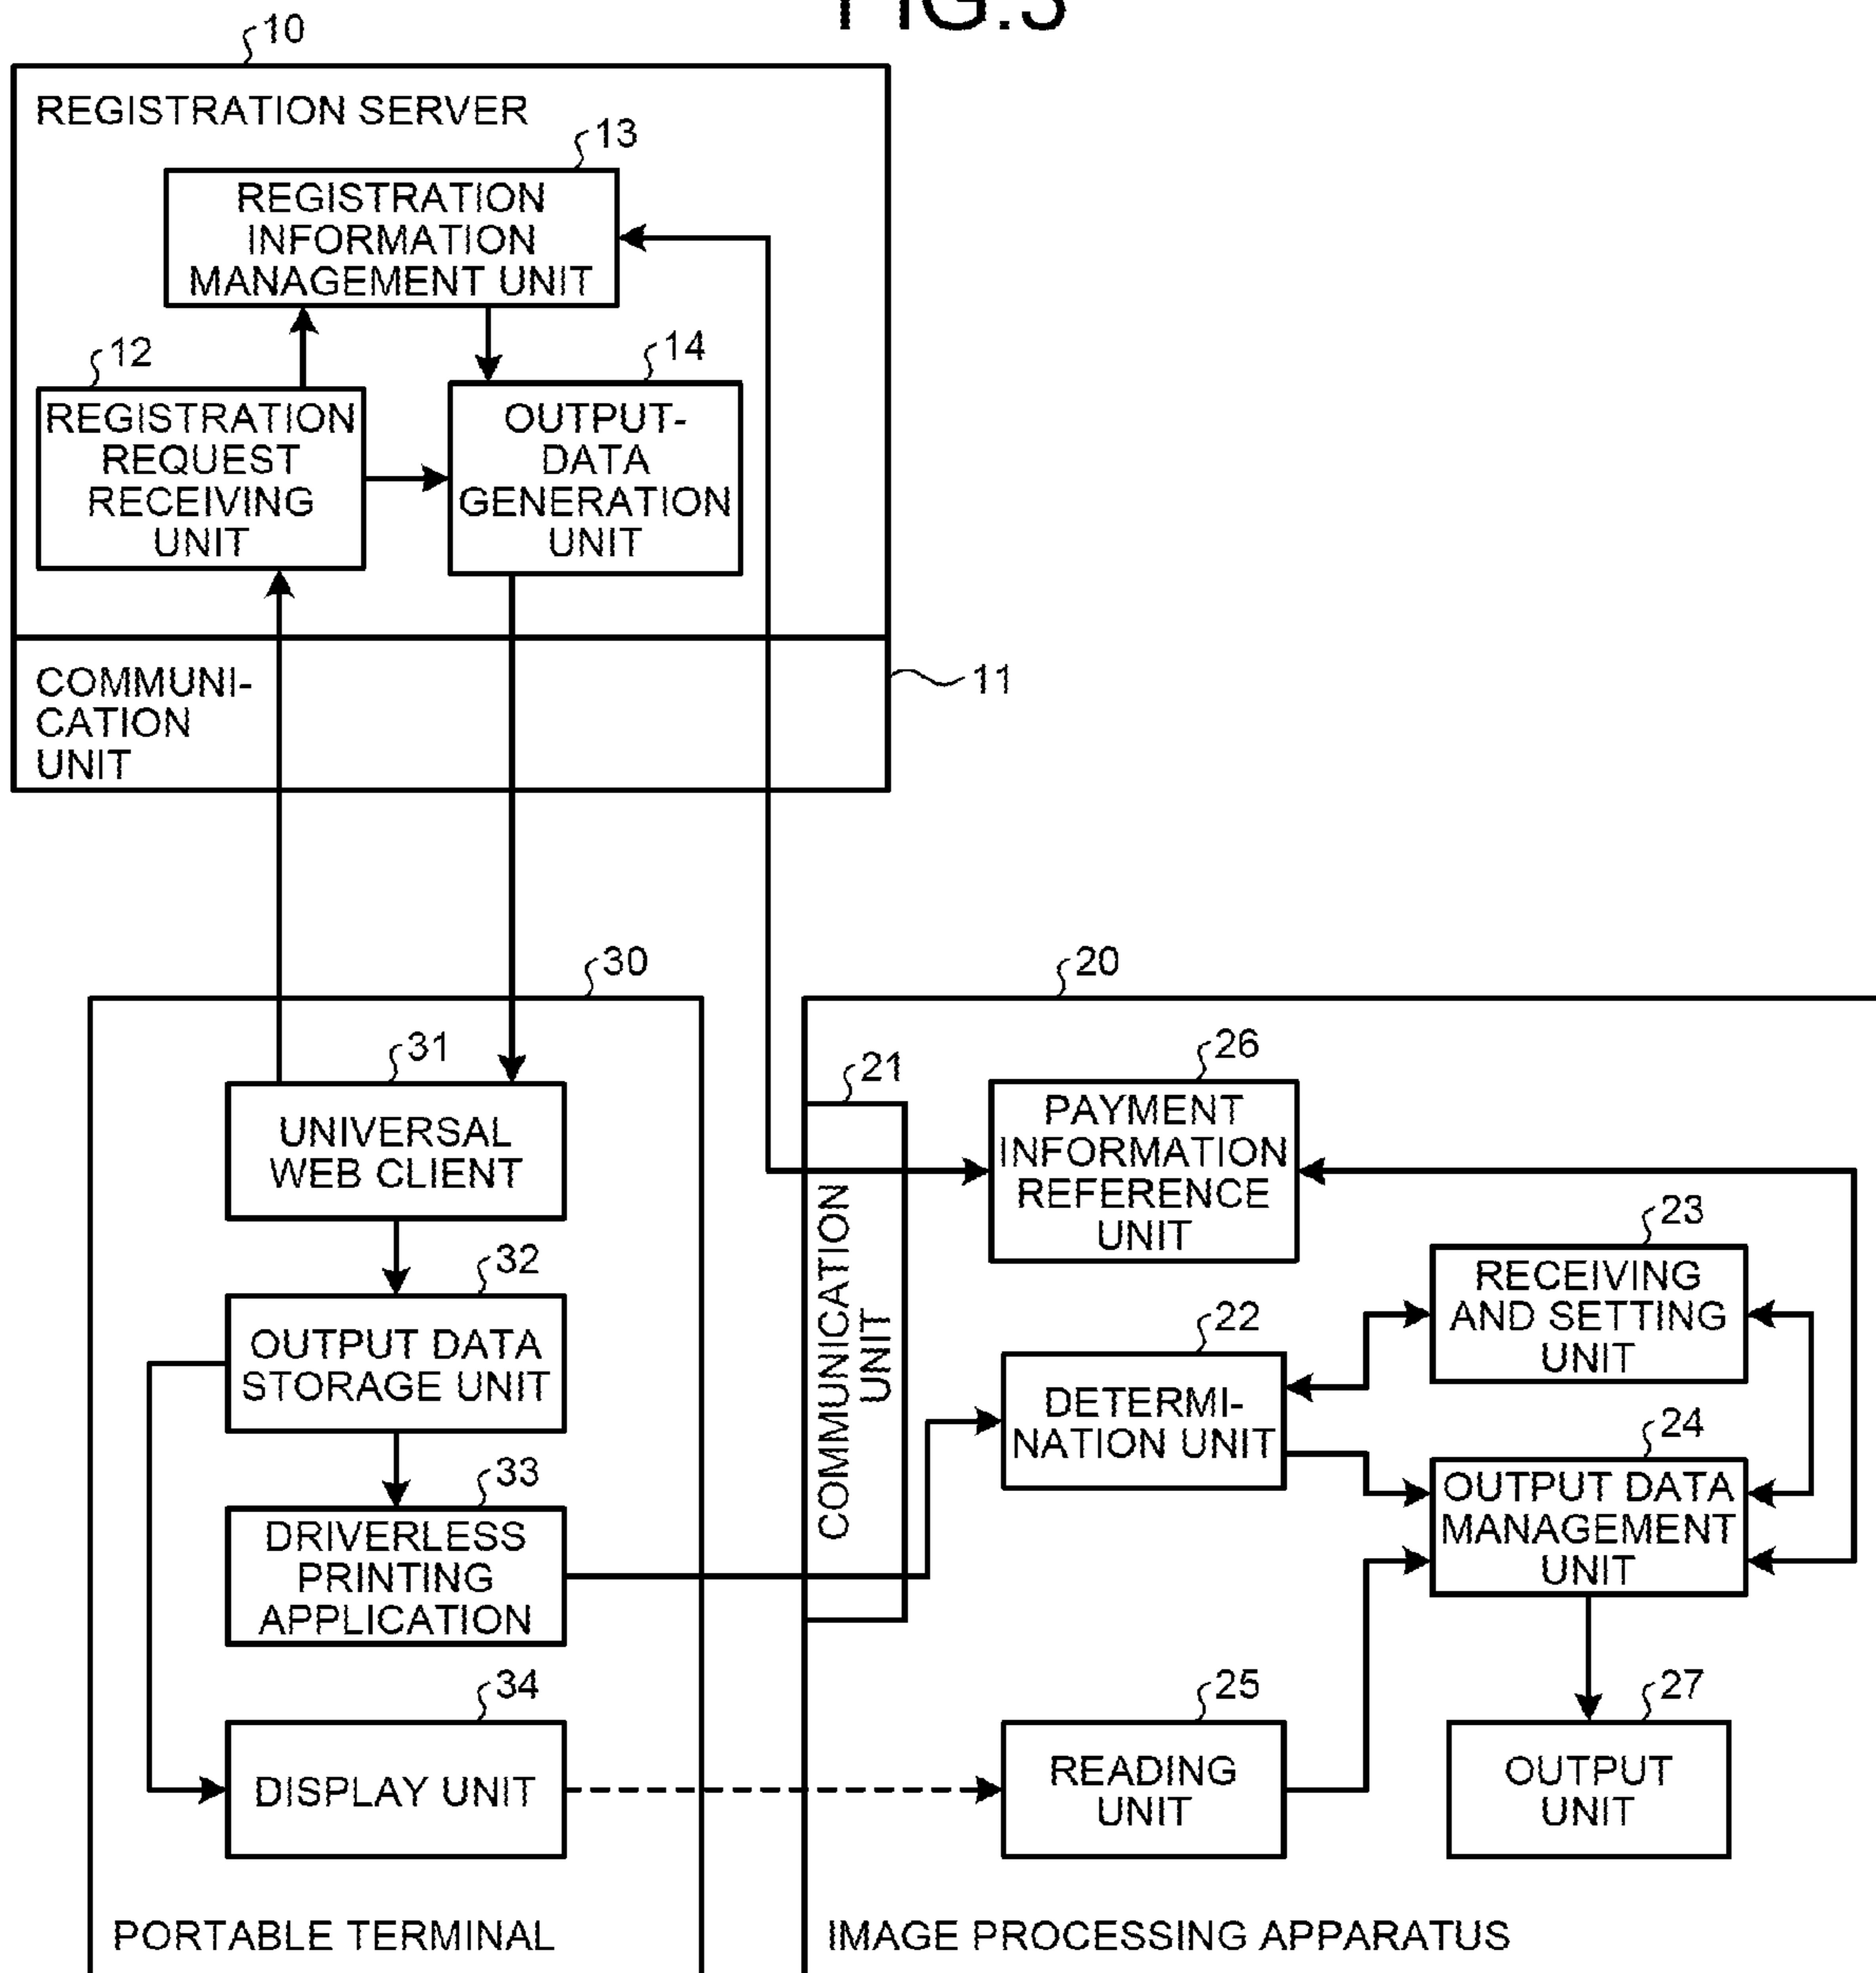 FIG.3
10
REGISTRATION SERVER
13
REGISTRATION
INFORMATION
MANAGEMENT UNIT
12
REGISTRATION
REQUEST
RECEIVING
UNIT
14
OUTPUT-
DATA
GENERATION
UNIT
COMMUNI-
CATION
UNIT
11
30
31
UNIVERSAL
WEB CLIENT
32
OUTPUT DATA
STORAGE UNIT
33
DRIVERLESS
PRINTING
APPLICATION
34
DISPLAY UNIT
PORTABLE TERMINAL
20
21
COMMUNICATION
UNIT
26
PAYMENT
INFORMATION
REFERENCE
UNIT
23
RECEIVING
AND SETTING
UNIT
22
DETERMI-
NATION UNIT
24
OUTPUT DATA
MANAGEMENT
UNIT
25
READING
UNIT
27
OUTPUT
UNIT
IMAGE PROCESSING APPARATUS